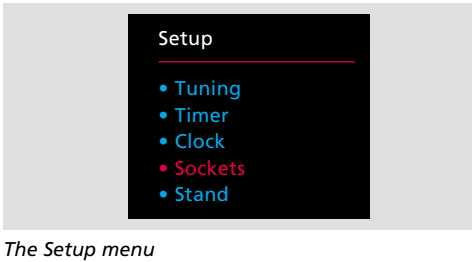 Setup
• Tuning
• Timer
• Clock
• Sockets
• Stand
The Setup menu